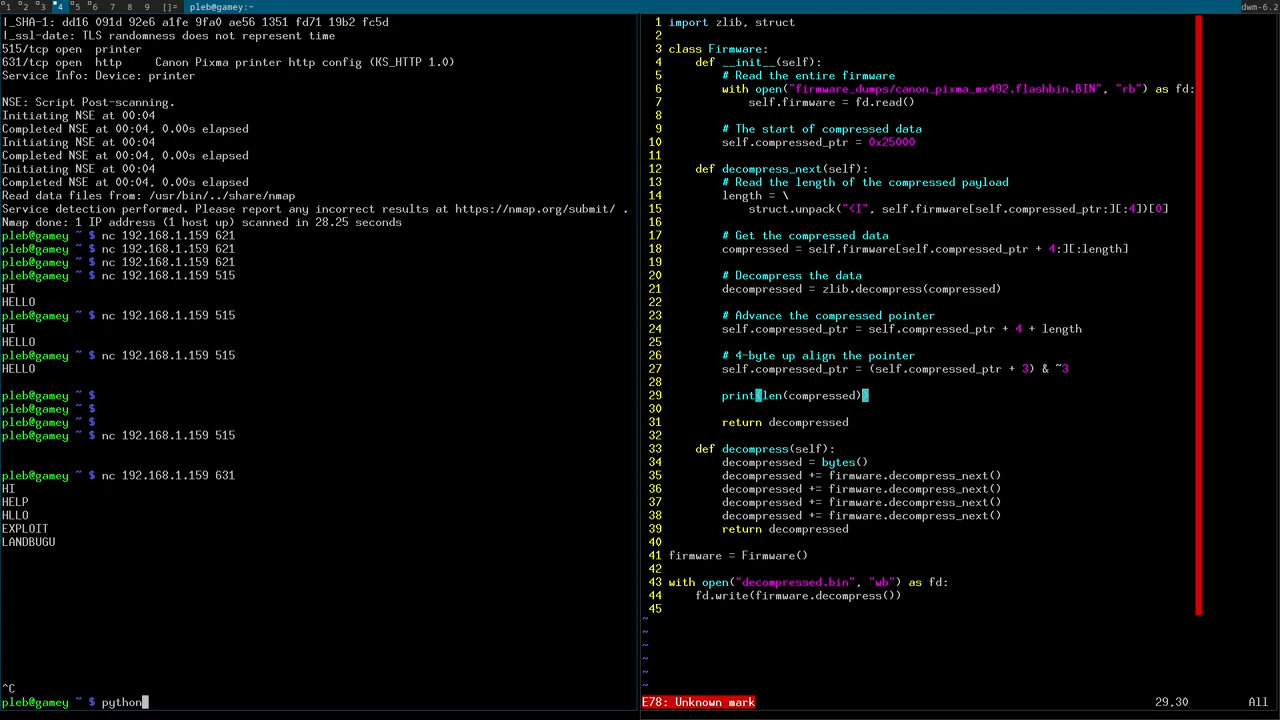 1 2 3 4 5 6 7 8 9 []= pleb@gamey:~ dwm-6.2
|_SHA-1: dd16 091d 92e6 a1fe 9fa0 ae56 1351 fd71 19b2 fc5d
|_ssl-date: TLS randomness does not represent time
515/tcp open  printer
631/tcp open  http     Canon Pixma printer http config (KS_HTTP 1.0)
Service Info: Device: printer

NSE: Script Post-scanning.
Initiating NSE at 00:04
Completed NSE at 00:04, 0.00s elapsed
Initiating NSE at 00:04
Completed NSE at 00:04, 0.00s elapsed
Initiating NSE at 00:04
Completed NSE at 00:04, 0.00s elapsed
Read data files from: /usr/bin/../share/nmap
Service detection performed. Please report any incorrect results at https://nmap.org/submit/ .
Nmap done: 1 IP address (1 host up) scanned in 28.25 seconds
pleb@gamey ~ $ nc 192.168.1.159 621
pleb@gamey ~ $ nc 192.168.1.159 621
pleb@gamey ~ $ nc 192.168.1.159 621
pleb@gamey ~ $ nc 192.168.1.159 515
HI
HELLO
pleb@gamey ~ $ nc 192.168.1.159 515
HI
HELLO
pleb@gamey ~ $ nc 192.168.1.159 515
HELLO

pleb@gamey ~ $
pleb@gamey ~ $
pleb@gamey ~ $
pleb@gamey ~ $ nc 192.168.1.159 515

pleb@gamey ~ $ nc 192.168.1.159 631
HI
HELP
HLLO
EXPLOIT
LANDBUGU

^C
pleb@gamey ~ $ python
1 import zlib, struct
2
3 class Firmware:
4     def __init__(self):
5         # Read the entire firmware
6         with open("firmware_dumps/canon_pixma_mx492.flashbin.BIN", "rb") as fd:
7             self.firmware = fd.read()
8
9         # The start of compressed data
10         self.compressed_ptr = 0x25000
11
12     def decompress_next(self):
13         # Read the length of the compressed payload
14         length = \
15             struct.unpack("<I", self.firmware[self.compressed_ptr:][:4])[0]
16
17         # Get the compressed data
18         compressed = self.firmware[self.compressed_ptr + 4:][:length]
19
20         # Decompress the data
21         decompressed = zlib.decompress(compressed)
22
23         # Advance the compressed pointer
24         self.compressed_ptr = self.compressed_ptr + 4 + length
25
26         # 4-byte up align the pointer
27         self.compressed_ptr = (self.compressed_ptr + 3) & ~3
28
29         print(len(compressed))
30
31         return decompressed
32
33     def decompress(self):
34         decompressed = bytes()
35         decompressed += firmware.decompress_next()
36         decompressed += firmware.decompress_next()
37         decompressed += firmware.decompress_next()
38         decompressed += firmware.decompress_next()
39         return decompressed
40
41 firmware = Firmware()
42
43 with open("decompressed.bin", "wb") as fd:
44     fd.write(firmware.decompress())
45
~
~
~
~
~
~
E78: Unknown mark 29,30 All